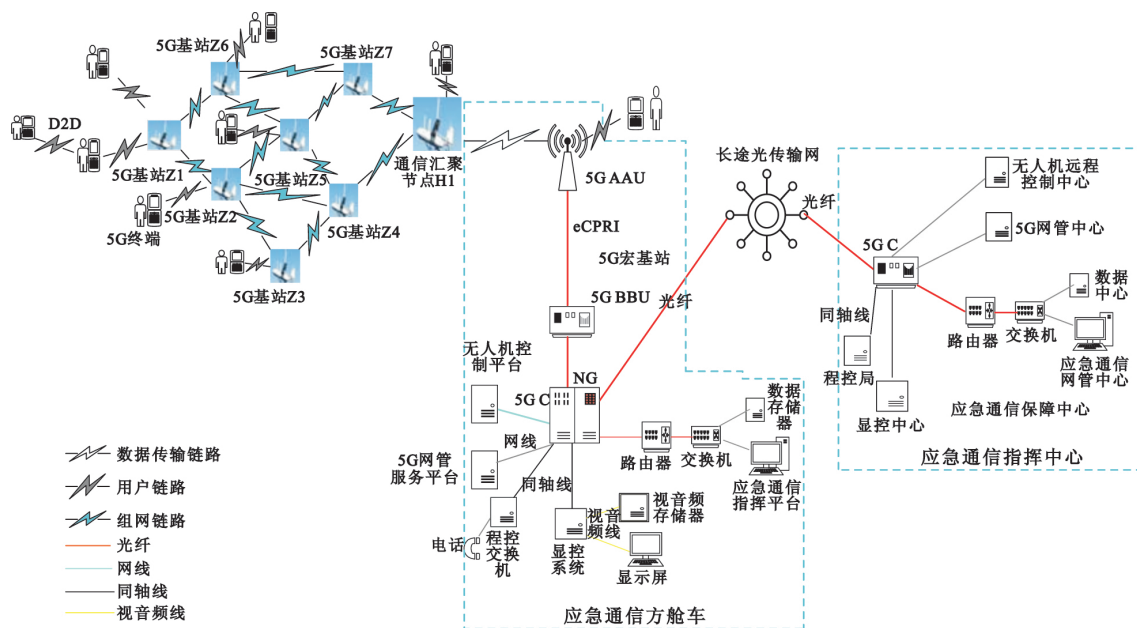 5G基站Z6
5G基站Z7
D2D
5G基站Z1
5G基站Z2
5G基站Z5
5G终端
5G基站Z4
5G基站Z3
通信汇聚
节点H1
5G AAU
eCPRI
5G宏基站
5G BBU
光纤
长途光传输网
光纤
无人机控
制平台
NG
5G C
网线
5G网管
服务平台
同轴线
电话
程控
交换
机
显控
系统
视音
频线
视音频
存储器
显示屏
路由器
交换机
数据
存储
器
应急通信
指挥平台
应急通信方舱车
无人机远程
控制中心
5G网管中心
5G C
同轴线
程控局
显控中心
路由器
交换机
数据
中心
应急通信
网管中心
应急通信保障中心
应急通信指挥中心
数据传输链路
用户链路
组网链路
光纤
网线
同轴线
视音频线